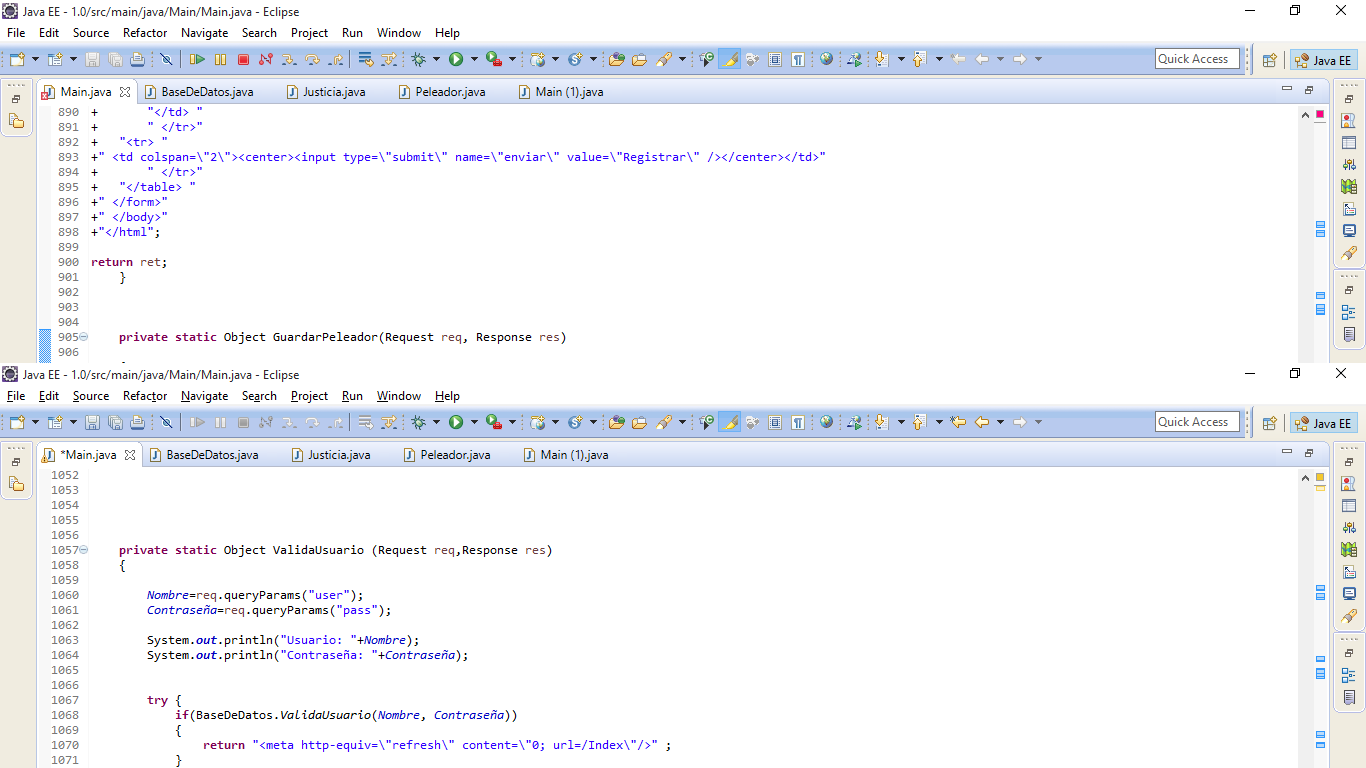 Java EE - 1.0/src/main/java/Main/Main.java - Eclipse
File Edit Source Refactor Navigate Search Project Run Window Help
Quick Access Java EE
Main.java BaseDeDatos.java Justicia.java Peleador.java Main (1).java
890 + "</td> "
891 + " </tr>"
892 + "<tr> "
893 +" <td colspan=\"2\"><center><input type=\"submit\" name=\"enviar\" value=\"Registrar\" /></center></td>"
894 + " </tr>"
895 + "</table> "
896 +" </form>"
897 +" </body>"
898 +"</html";
899
900 return ret;
901 }
902
903
904
905 private static Object GuardarPeleador(Request req, Response res)
906
Java EE - 1.0/src/main/java/Main/Main.java - Eclipse
File Edit Source Refactor Navigate Search Project Run Window Help
Quick Access Java EE
*Main.java BaseDeDatos.java Justicia.java Peleador.java Main (1).java
1052
1053
1054
1055
1056
1057 private static Object ValidaUsuario (Request req,Response res)
1058 {
1059
1060 Nombre=req.queryParams("user");
1061 Contraseña=req.queryParams("pass");
1062
1063 System.out.println("Usuario: "+Nombre);
1064 System.out.println("Contraseña: "+Contraseña);
1065
1066
1067 try {
1068 if(BaseDeDatos.ValidaUsuario(Nombre, Contraseña))
1069 {
1070 return "<meta http-equiv=\"refresh\" content=\"0; url=/Index\"/>" ;
1071 }